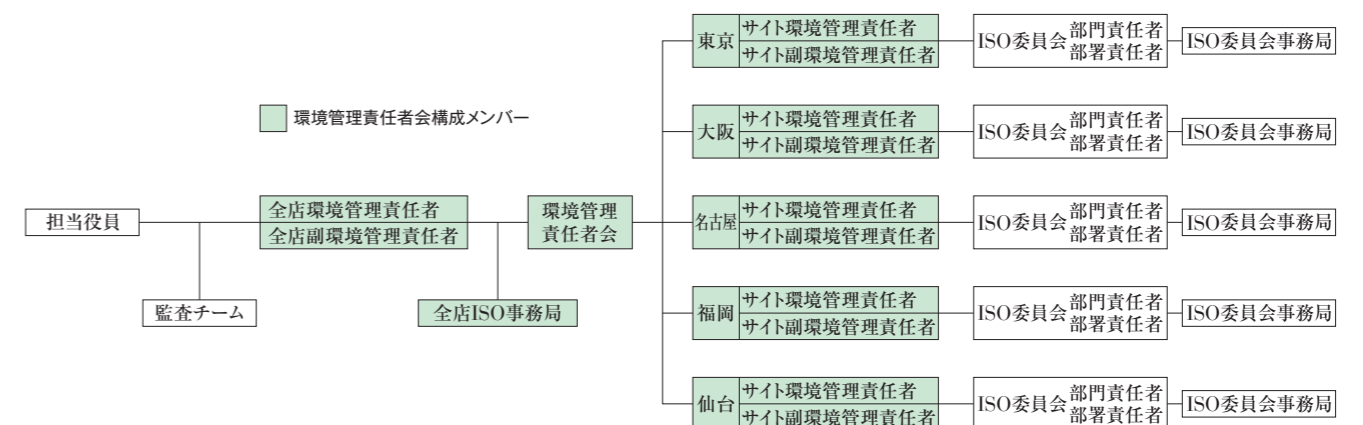 環境管理責任者会構成メンバー
担当役員
監査チーム
全店環境管理責任者
全店副環境管理責任者
全店ISO事務局
環境管理
責任者会
東京
サイト環境管理責任者
サイト副環境管理責任者
ISO委員会
部門責任者
部署責任者
ISO委員会事務局
大阪
サイト環境管理責任者
サイト副環境管理責任者
ISO委員会
部門責任者
部署責任者
ISO委員会事務局
名古屋
サイト環境管理責任者
サイト副環境管理責任者
ISO委員会
部門責任者
部署責任者
ISO委員会事務局
福岡
サイト環境管理責任者
サイト副環境管理責任者
ISO委員会
部門責任者
部署責任者
ISO委員会事務局
仙台
サイト環境管理責任者
サイト副環境管理責任者
ISO委員会
部門責任者
部署責任者
ISO委員会事務局